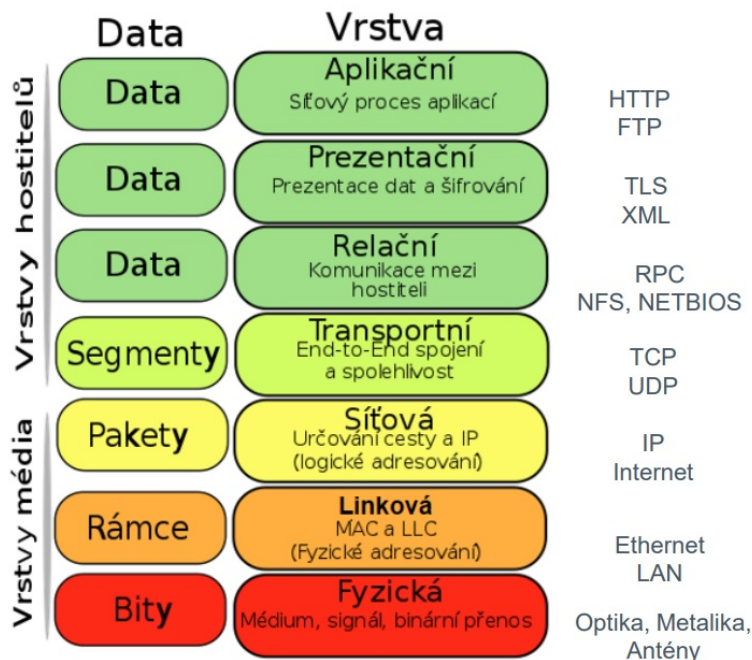 Data Vrstva
Vrstvy hostitelů
Data
Aplikační
Síťový proces aplikací
HTTP
FTP
Data
Prezentační
Prezentace dat a šifrování
TLS
XML
Data
Relační
Komunikace mezi
hostiteli
RPC
NFS, NETBIOS
Segmenty
Transportní
End-to-End spojení
a spolehlivost
TCP
UDP
Vrstvy média
Pakety
Síťová
Určování cesty a IP
(logické adresování)
IP
Internet
Rámce
Linková
MAC a LLC
(Fyzické adresování)
Ethernet
LAN
Bity
Fyzická
Médium, signál, binární přenos
Optika, Metalika,
Antény